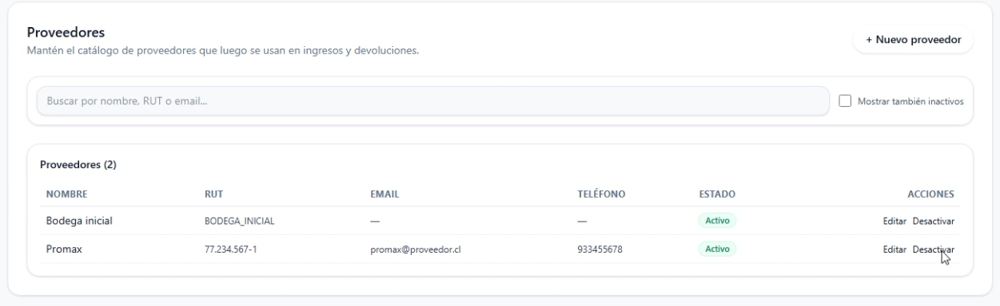 Proveedores
Mantén el catálogo de proveedores que luego se usan en ingresos y devoluciones.
+ Nuevo proveedor
Buscar por nombre, RUT o email...
Mostrar también inactivos
Proveedores (2)
NOMBRE RUT EMAIL TELÉFONO ESTADO ACCIONES
Bodega inicial BODEGA_INICIAL — — Activo Editar Desactivar
Promax 77.234.567-1 promax@proveedor.cl 933455678 Activo Editar Desactivar